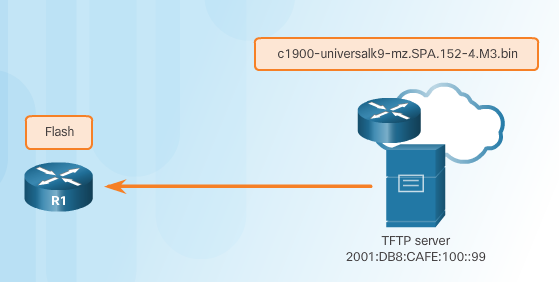 c1900-universalk9-mz.SPA.152-4.M3.bin
Flash
R1
TFTP server
2001:DB8:CAFE:100::99